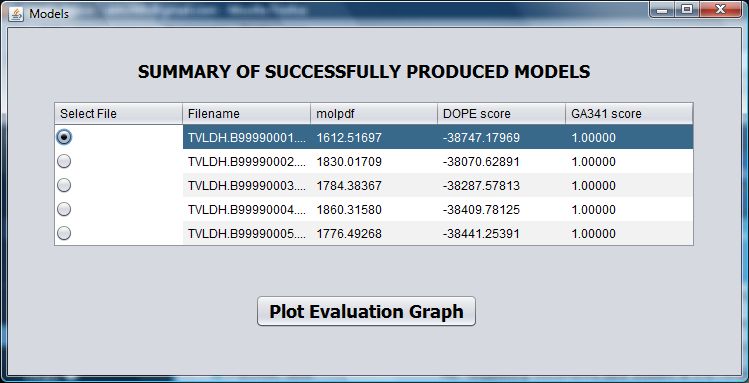 Models
SUMMARY OF SUCCESSFULLY PRODUCED MODELS
Select File Filename molpdf DOPE score GA341 score
TVLDH.B99990001.... 1612.51697 -38747.17969 1.00000
TVLDH.B99990002.... 1830.01709 -38070.62891 1.00000
TVLDH.B99990003.... 1784.38367 -38287.57813 1.00000
TVLDH.B99990004.... 1860.31580 -38409.78125 1.00000
TVLDH.B99990005.... 1776.49268 -38441.25391 1.00000
Plot Evaluation Graph